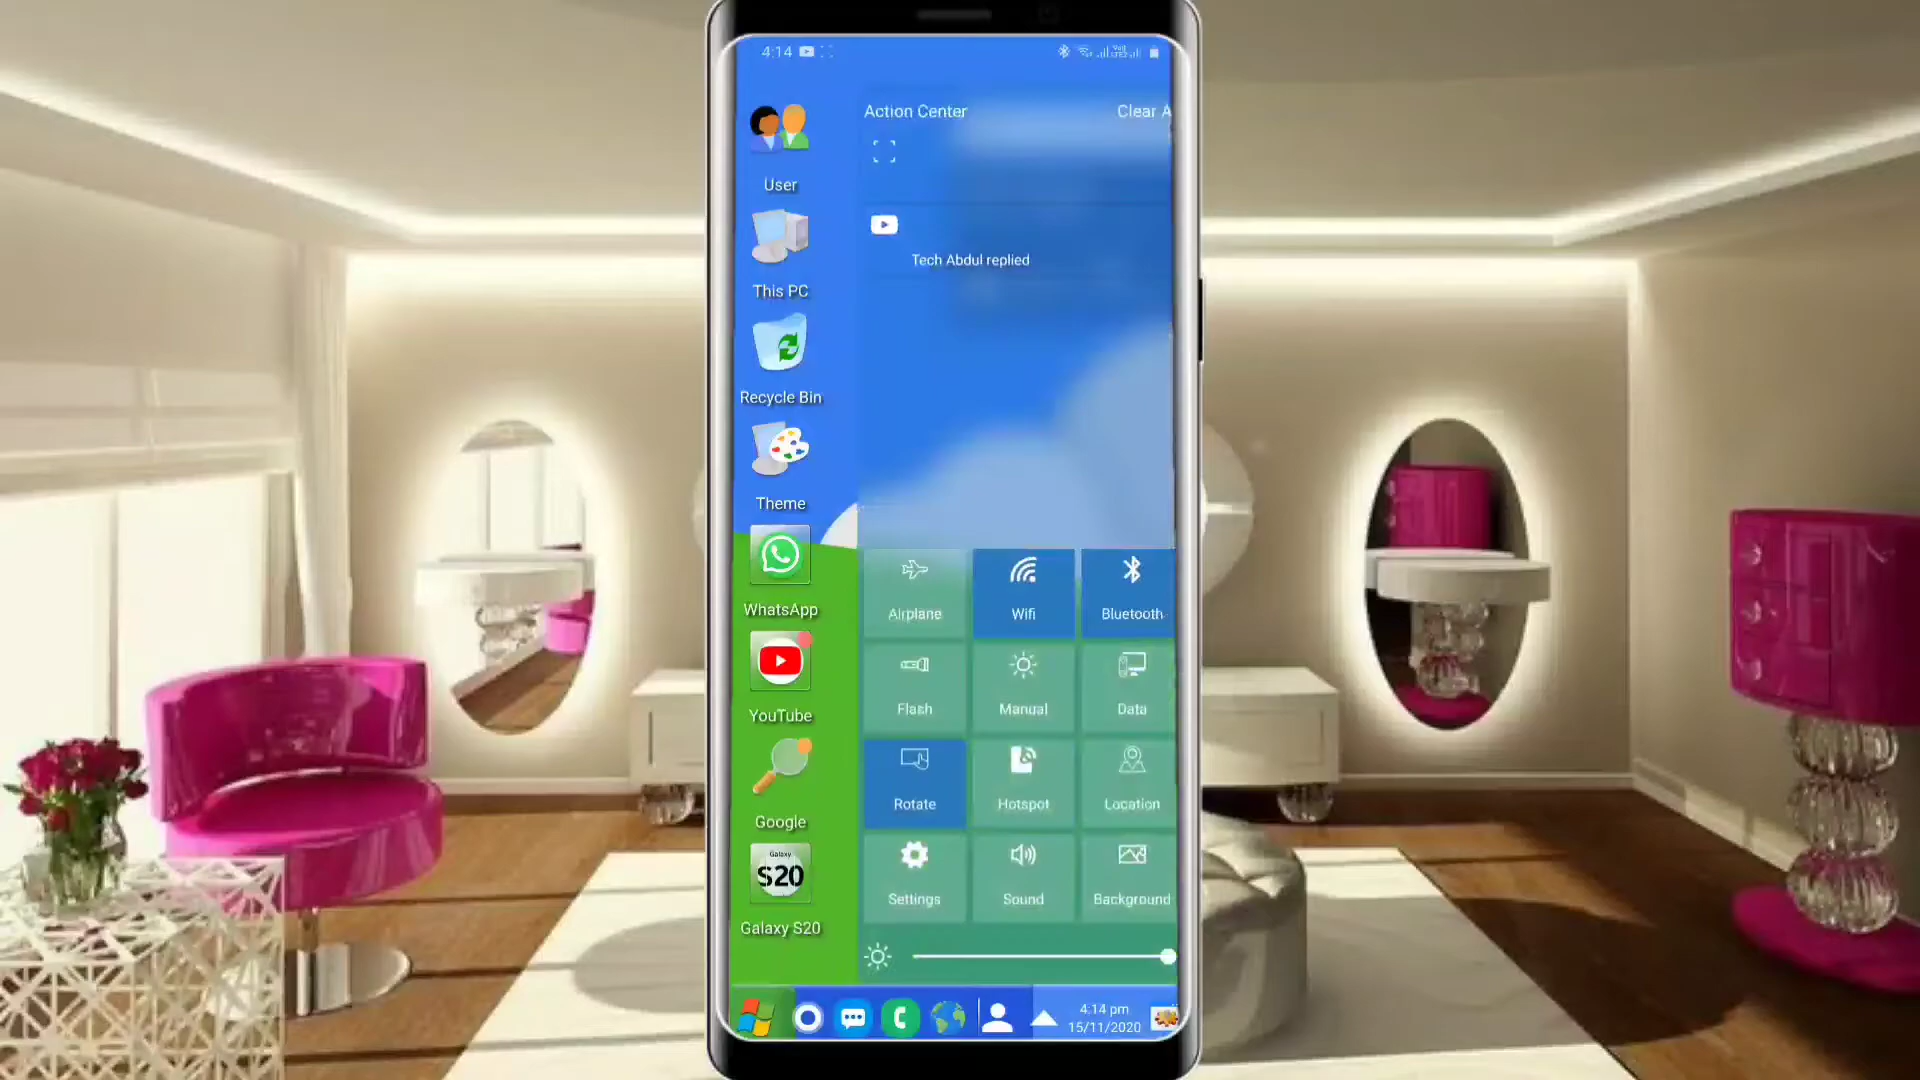 4:14
Action Center
Clear A
User
This PC
Tech Abdul replied
Recycle Bin
Theme
WhatsApp
YouTube
Google
Galaxy
S20
Galaxy S20
Airplane
Wifi
Bluetooth
Flash
Manual
Data
Rotate
Hotspot
Location
Settings
Sound
Background
4:14 pm
15/11/2020